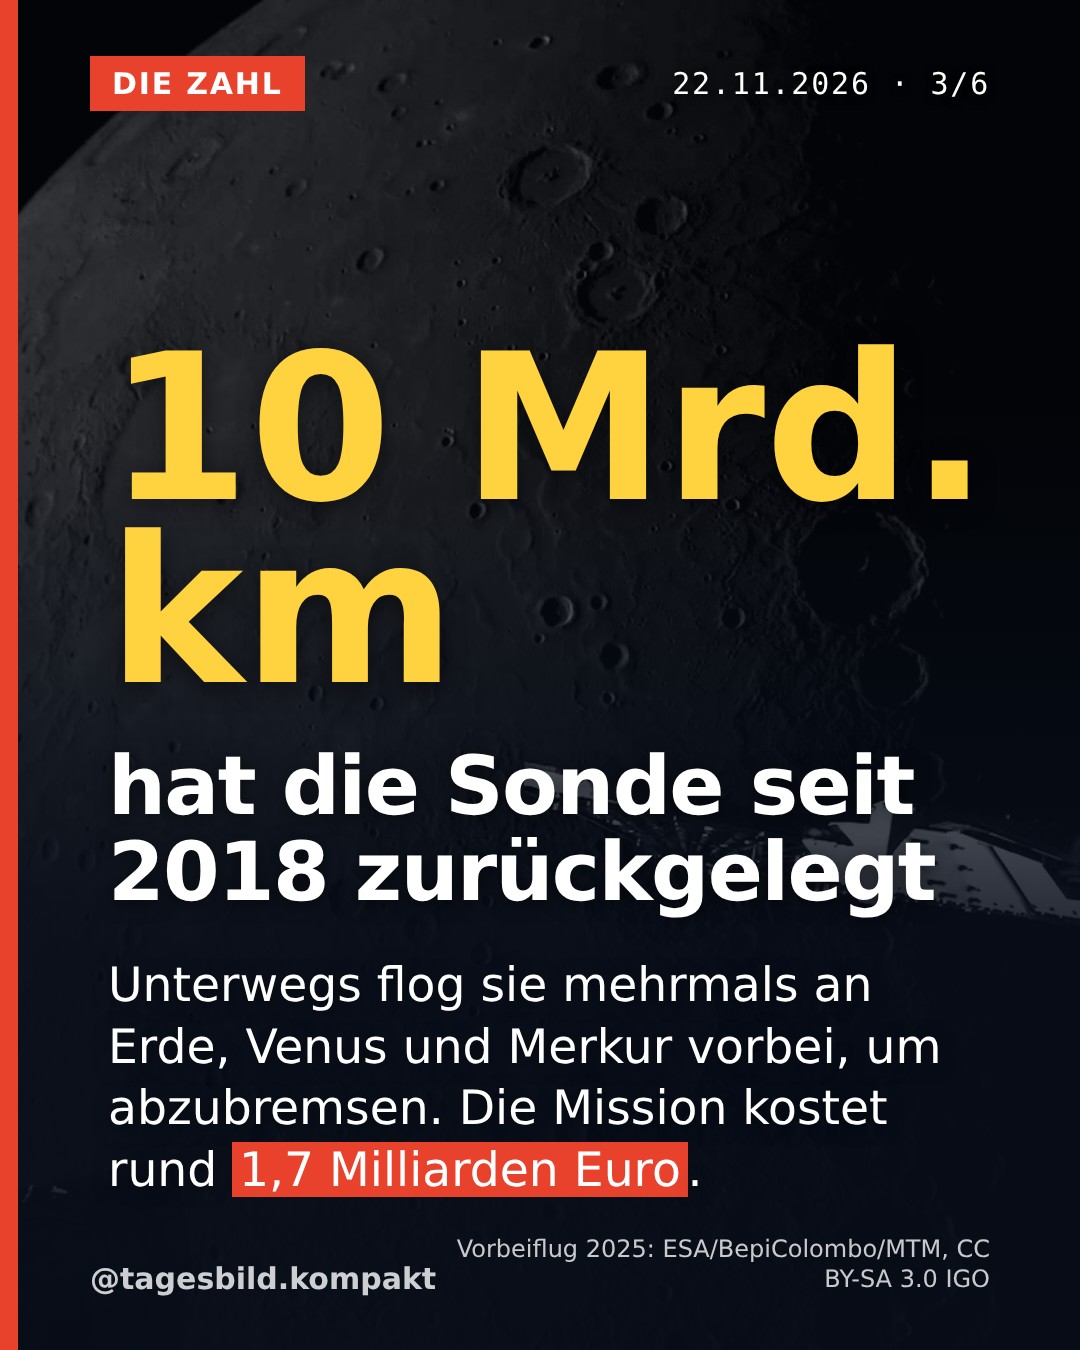 DIE ZAHL
22.11.2026 · 3/6
10 Mrd.
km
hat die Sonde seit
2018 zurückgelegt
Unterwegs flog sie mehrmals an
Erde, Venus und Merkur vorbei, um
abzubremsen. Die Mission kostet
rund 1,7 Milliarden Euro.
Vorbeiflug 2025: ESA/BepiColombo/MTM, CC
BY-SA 3.0 IGO
@tagesbild.kompakt